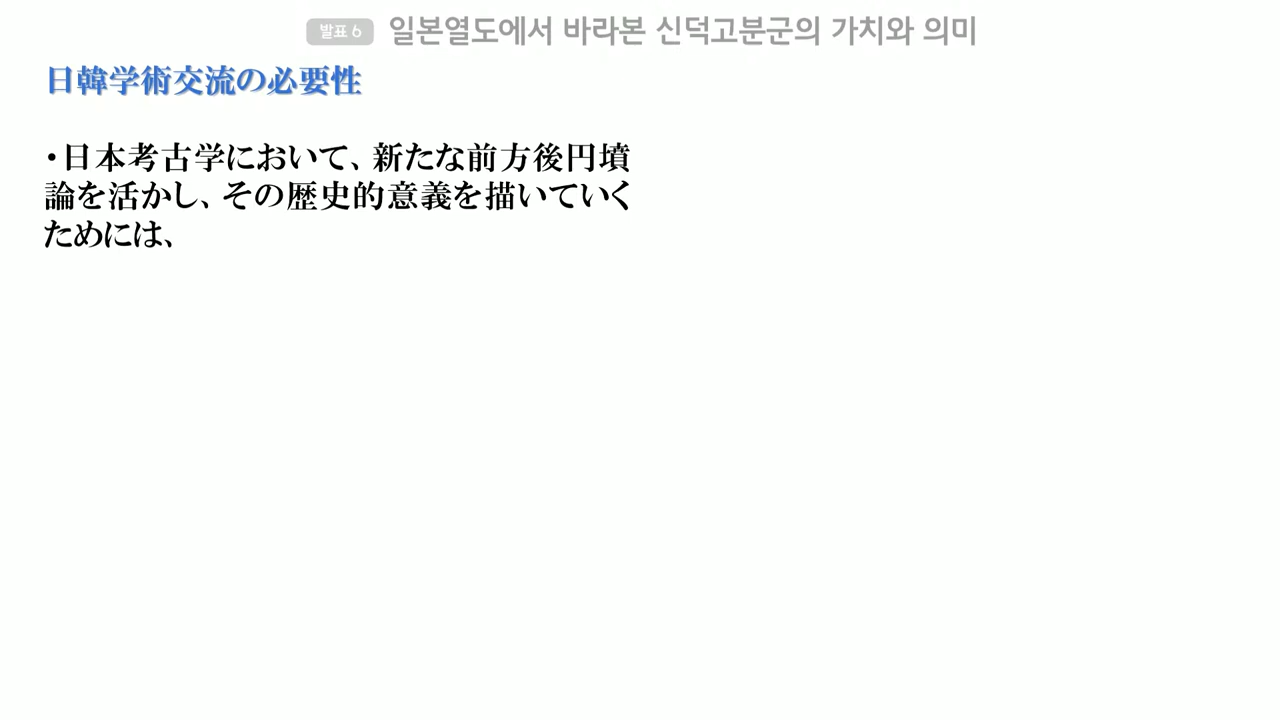 발표 6 일본열도에서 바라본 신덕고분군의 가치와 의미
日韓学術交流の必要性
・日本考古学において、新たな前方後円墳
論を活かし、その歴史的意義を描いていく
ためには、